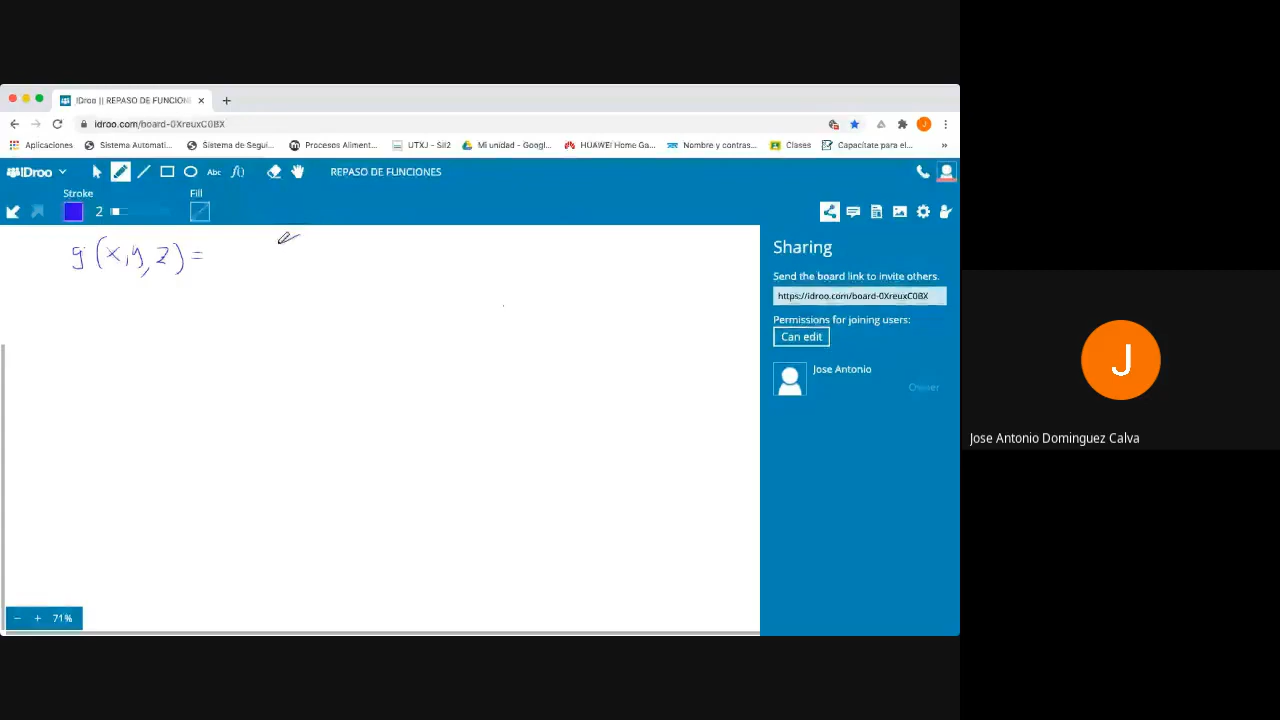 IDroo || REPASO DE FUNCION
idroo.com/board-0XreuxC0BX
Aplicaciones
Sistema Automati...
Sistema de Segui...
Procesos Aliment...
UTXJ - SiI2
Mi unidad - Googl...
HUAWEI Home Ga...
Nombre y contras...
Clases
Capacítate para el...
»
IDroo
Abc
f()
REPASO DE FUNCIONES
Stroke
Fill
2
g(x,y,z)=
Sharing
Send the board link to invite others.
https://idroo.com/board-0XreuxC0BX
Permissions for joining users:
Can edit
Jose Antonio
Owner
J
Jose Antonio Dominguez Calva
− + 71%